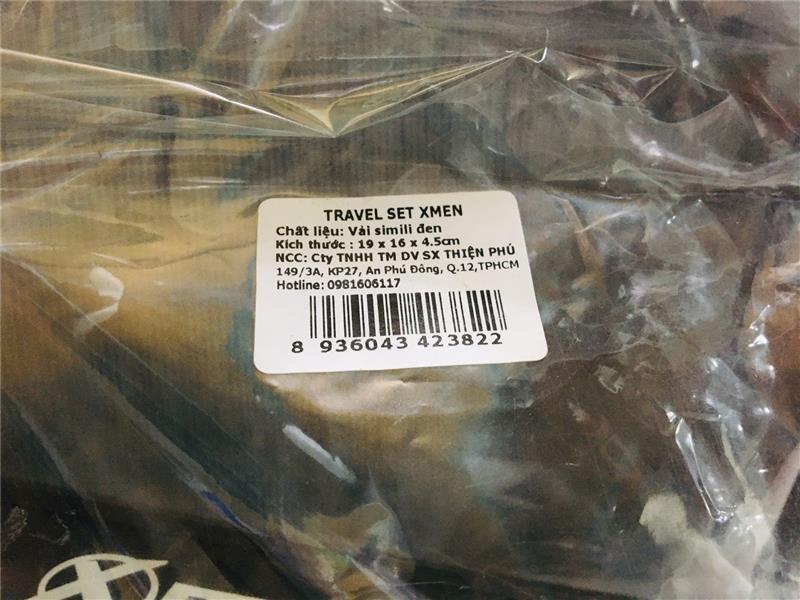 TRAVEL SET XMEN
Chất liệu: Vải simili đen
Kích thước : 19 x 16 x 4.5cm
NCC: Cty TNHH TM DV SX THIỆN PHÚ
149/3A, KP27, An Phú Đông, Q.12,TPHCM
Hotline: 0981606117
8 936043 423822